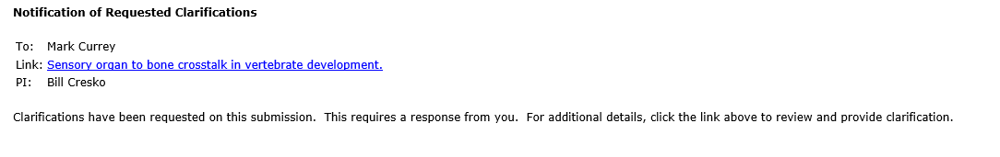 Notification of Requested Clarifications
To: Mark Currey
Link: Sensory organ to bone crosstalk in vertebrate development.
PI: Bill Cresko
Clarifications have been requested on this submission. This requires a response from you. For additional details, click the link above to review and provide clarification.